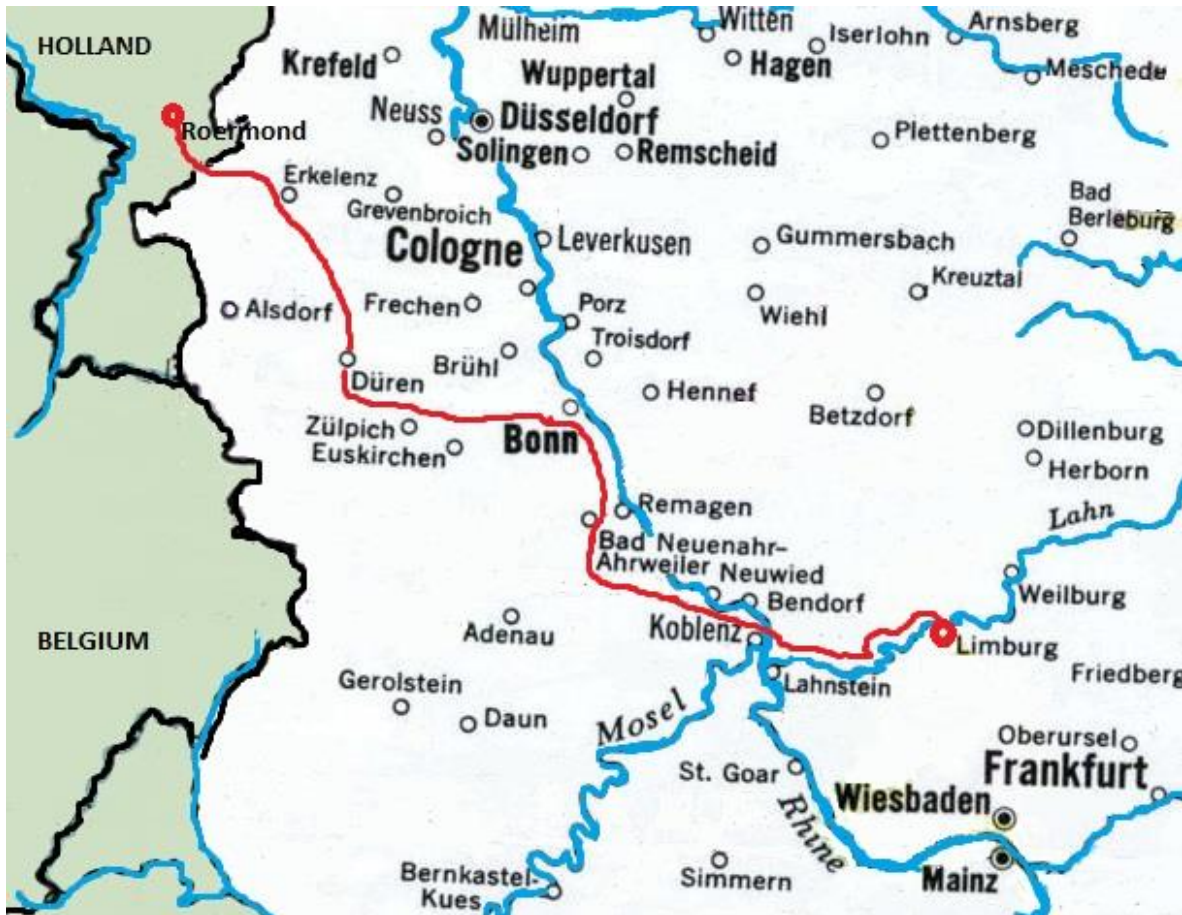 HOLLAND
Mülheim
Witten
Iserlohn
Arnsberg
Krefeld
Wuppertal
Hagen
Meschede
Neuss
Düsseldorf
Roermond
Solingen
Remscheid
Plettenberg
Erkelenz
Grevenbroich
Bad
Berleburg
Cologne
Leverkusen
Gummersbach
Kreuztal
Alsdorf
Frechen
Porz
Wiehl
Troisdorf
Brühl
Düren
Hennef
Betzdorf
Zülpich
Euskirchen
Bonn
Dillenburg
Herborn
Remagen
Lahn
Bad Neuenahr-
Ahrweiler
Neuwied
Bendorf
Weilburg
BELGIUM
Adenau
Koblenz
Limburg
Friedberg
Lahnstein
Gerolstein
Daun
Mosel
Oberursel
St. Goar
Frankfurt
Wiesbaden
Rhine
Bernkastel-
Kues
Simmern
Mainz